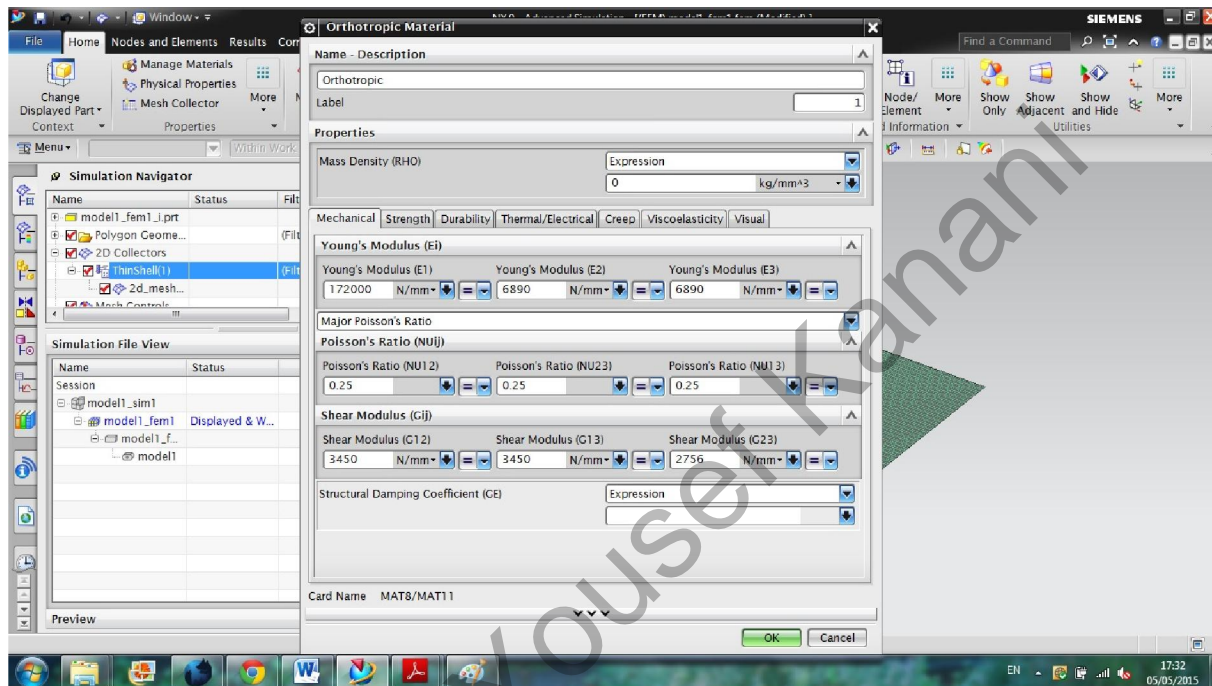 Window
SIEMENS
Orthotropic Material
File Home Nodes and Elements Results
Find a Command
Manage Materials
Physical Properties
Mesh Collector
Change
Displayed Part
More
Context
Properties
Node/
Element
More
Show
Only
Show
Adjacent
Show
and Hide
More
Information
Utilities
Menu
Within Work
Name - Description
Orthotropic
Label 1
Properties
Mass Density (RHO) Expression
0 kg/mm^3
Mechanical Strength Durability Thermal/Electrical Creep Viscoelasticity Visual
Young's Modulus (Ei)
Young's Modulus (E1) Young's Modulus (E2) Young's Modulus (E3)
172000 N/mm 6890 N/mm 6890 N/mm
Major Poisson's Ratio
Poisson's Ratio (NUij)
Poisson's Ratio (NU12) Poisson's Ratio (NU23) Poisson's Ratio (NU13)
0.25 0.25 0.25
Shear Modulus (Gij)
Shear Modulus (G12) Shear Modulus (G13) Shear Modulus (G23)
3450 N/mm 3450 N/mm 2756 N/mm
Structural Damping Coefficient (GE) Expression
Card Name MAT8/MAT11
OK Cancel
Simulation Navigator
Name Status Filt
model1_fem1_i.prt
Polygon Geome... (Filt
2D Collectors
ThinShell(1) (Filt
2d_mesh...
Mesh Controls
Simulation File View
Name Status
Session
model1_sim1
model1_fem1 Displayed & W...
model1_f...
model1
Preview
EN
17:32
05/05/2015
Yousef Kanani